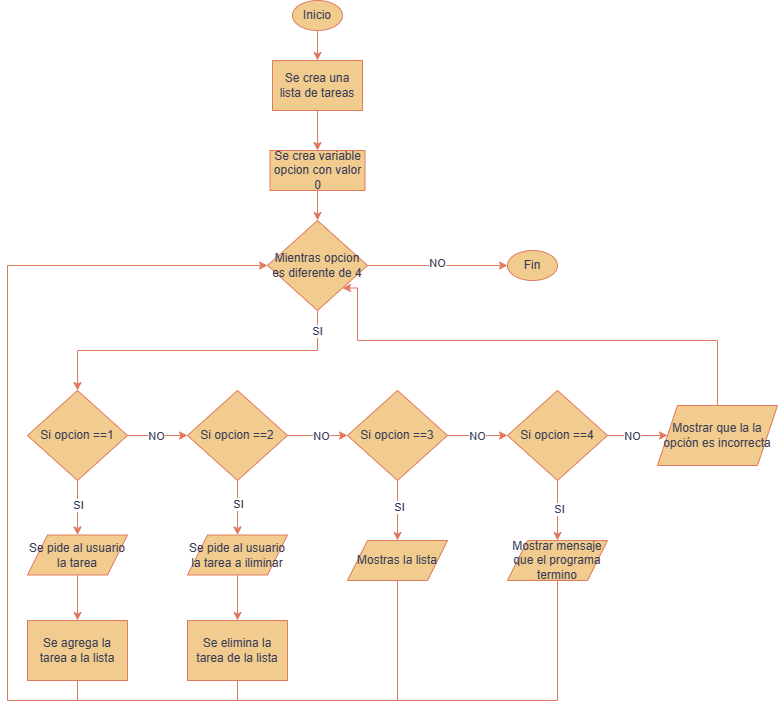 Inicio
Se crea una
lista de tareas
Se crea variable
opcion con valor
0
Mientras opcion
es diferente de 4
NO
Fin
SI
Si opcion ==1
NO
Si opcion ==2
NO
Si opcion ==3
NO
Si opcion ==4
NO
Mostrar que la la
opción es incorrecta
SI
SI
SI
SI
Se pide al usuario
la tarea
Se pide al usuario
la tarea a iliminar
Mostras la lista
Mostrar mensaje
que el programa
termino
Se agrega la
tarea a la lista
Se elimina la
tarea de la lista